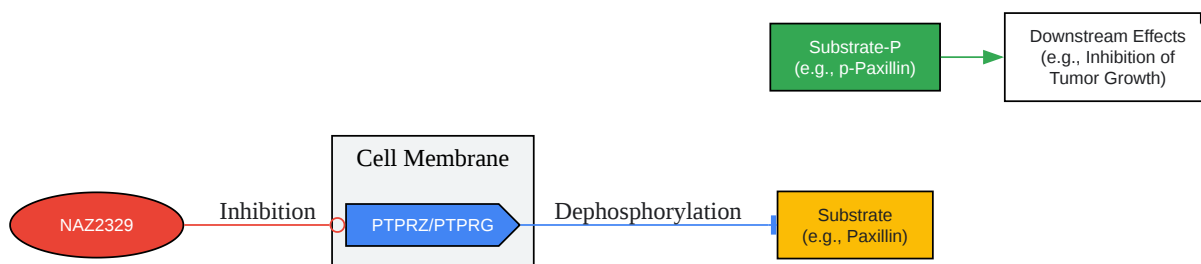 Substrate-P
(e.g., p-Paxillin)
Downstream Effects
(e.g., Inhibition of
Tumor Growth)
Cell Membrane
NAZ2329
Inhibition
PTPRZ/PTPRG
Dephosphorylation
Substrate
(e.g., Paxillin)